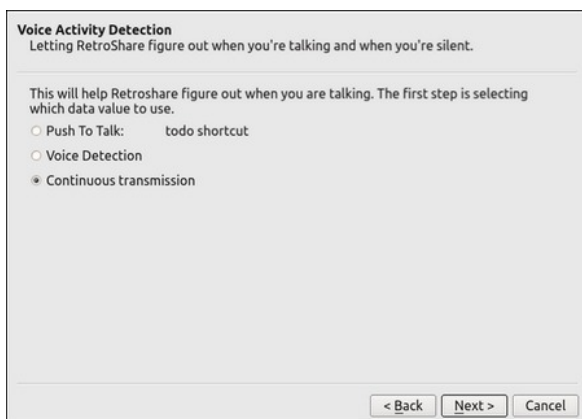 Voice Activity Detection
Letting RetroShare figure out when you're talking and when you're silent.
This will help Retroshare figure out when you are talking. The first step is selecting
which data value to use.
Push To Talk: todo shortcut
Voice Detection
Continuous transmission
< Back Next > Cancel